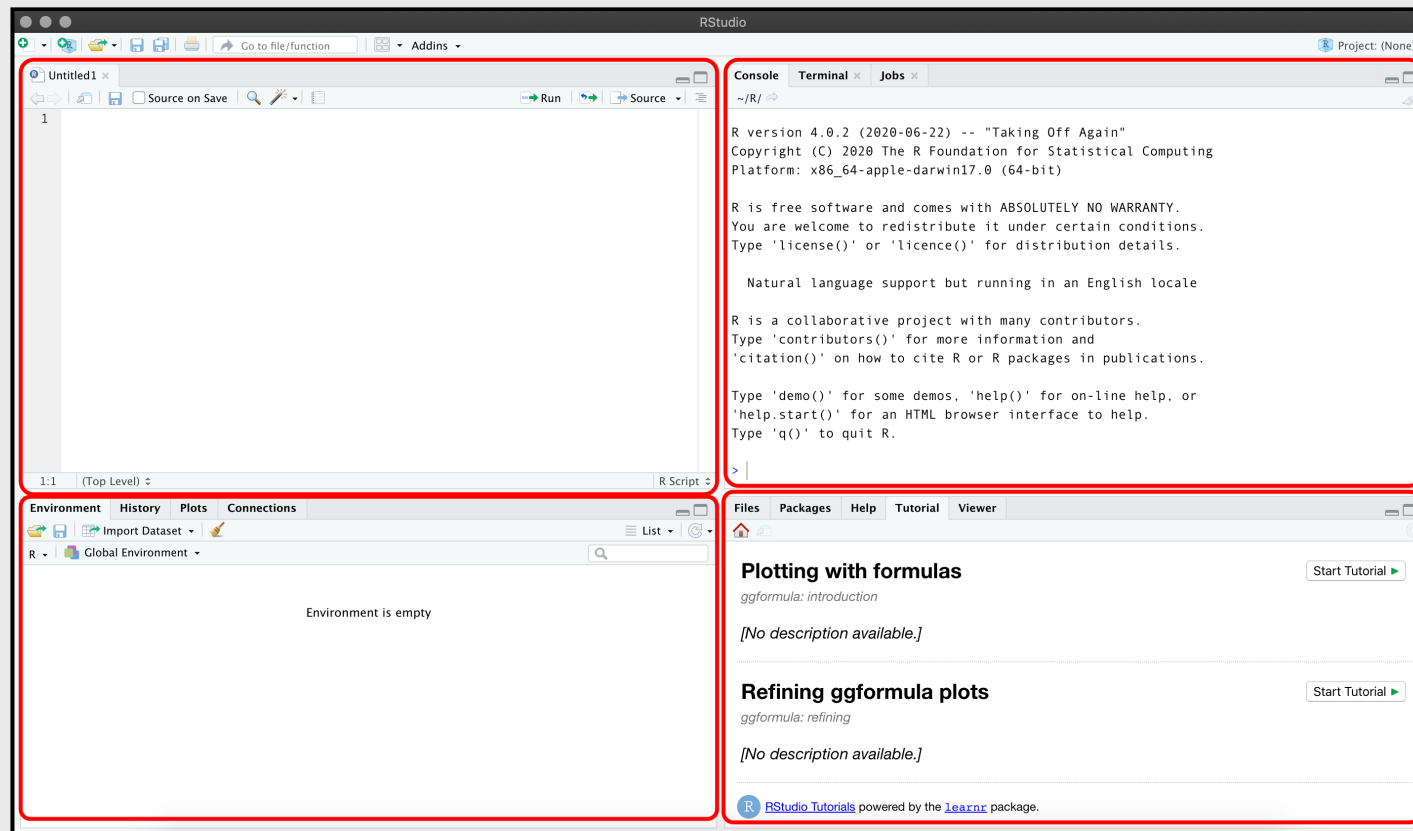 RStudio
Go to file/function
Addins
Project: (None)
Untitled1
Source on Save
Run
Source
1
1:1
(Top Level)
R Script
Console Terminal Jobs
~/R/
R version 4.0.2 (2020-06-22) -- "Taking Off Again"
Copyright (C) 2020 The R Foundation for Statistical Computing
Platform: x86_64-apple-darwin17.0 (64-bit)
R is free software and comes with ABSOLUTELY NO WARRANTY.
You are welcome to redistribute it under certain conditions.
Type 'license()' or 'licence()' for distribution details.
Natural language support but running in an English locale
R is a collaborative project with many contributors.
Type 'contributors()' for more information and
'citation()' on how to cite R or R packages in publications.
Type 'demo()' for some demos, 'help()' for on-line help, or
'help.start()' for an HTML browser interface to help.
Type 'q()' to quit R.
>
Environment History Plots Connections
Import Dataset
List
R Global Environment
Environment is empty
Files Packages Help Tutorial Viewer
Plotting with formulas
Start Tutorial
ggformula: introduction
[No description available.]
Refining ggformula plots
Start Tutorial
ggformula: refining
[No description available.]
R RStudio Tutorials powered by the learnr package.